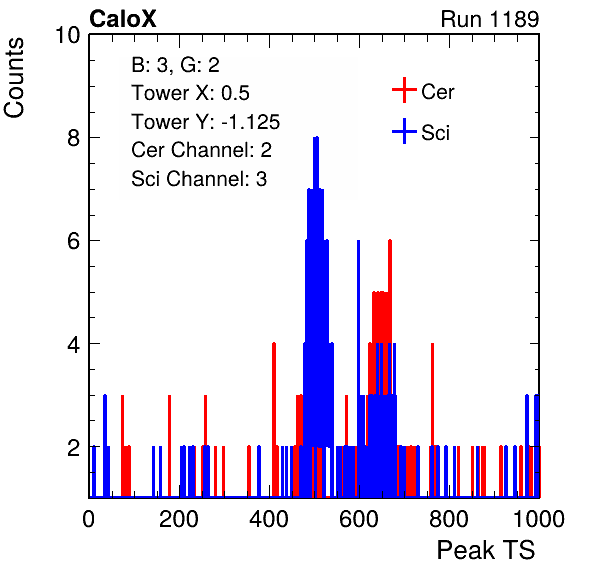 CaloX Run 1189
Counts
10
8
6
4
2
B: 3, G: 2
Tower X: 0.5
Tower Y: -1.125
Cer Channel: 2
Sci Channel: 3
Cer
Sci
0 200 400 600 800 1000
Peak TS